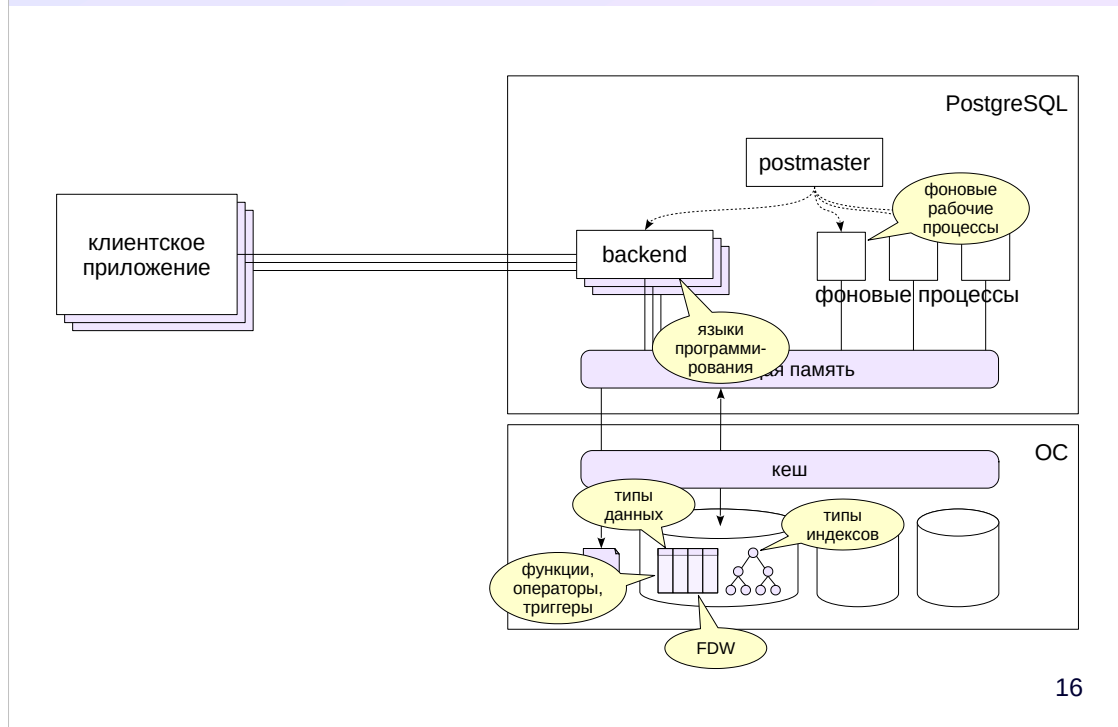 PostgreSQL
postmaster
фоновые
рабочие
процессы
клиентское
приложение
backend
фоновые процессы
языки
программи-
рования
память
ОС
кеш
типы
данных
типы
индексов
функции,
операторы,
триггеры
FDW
16